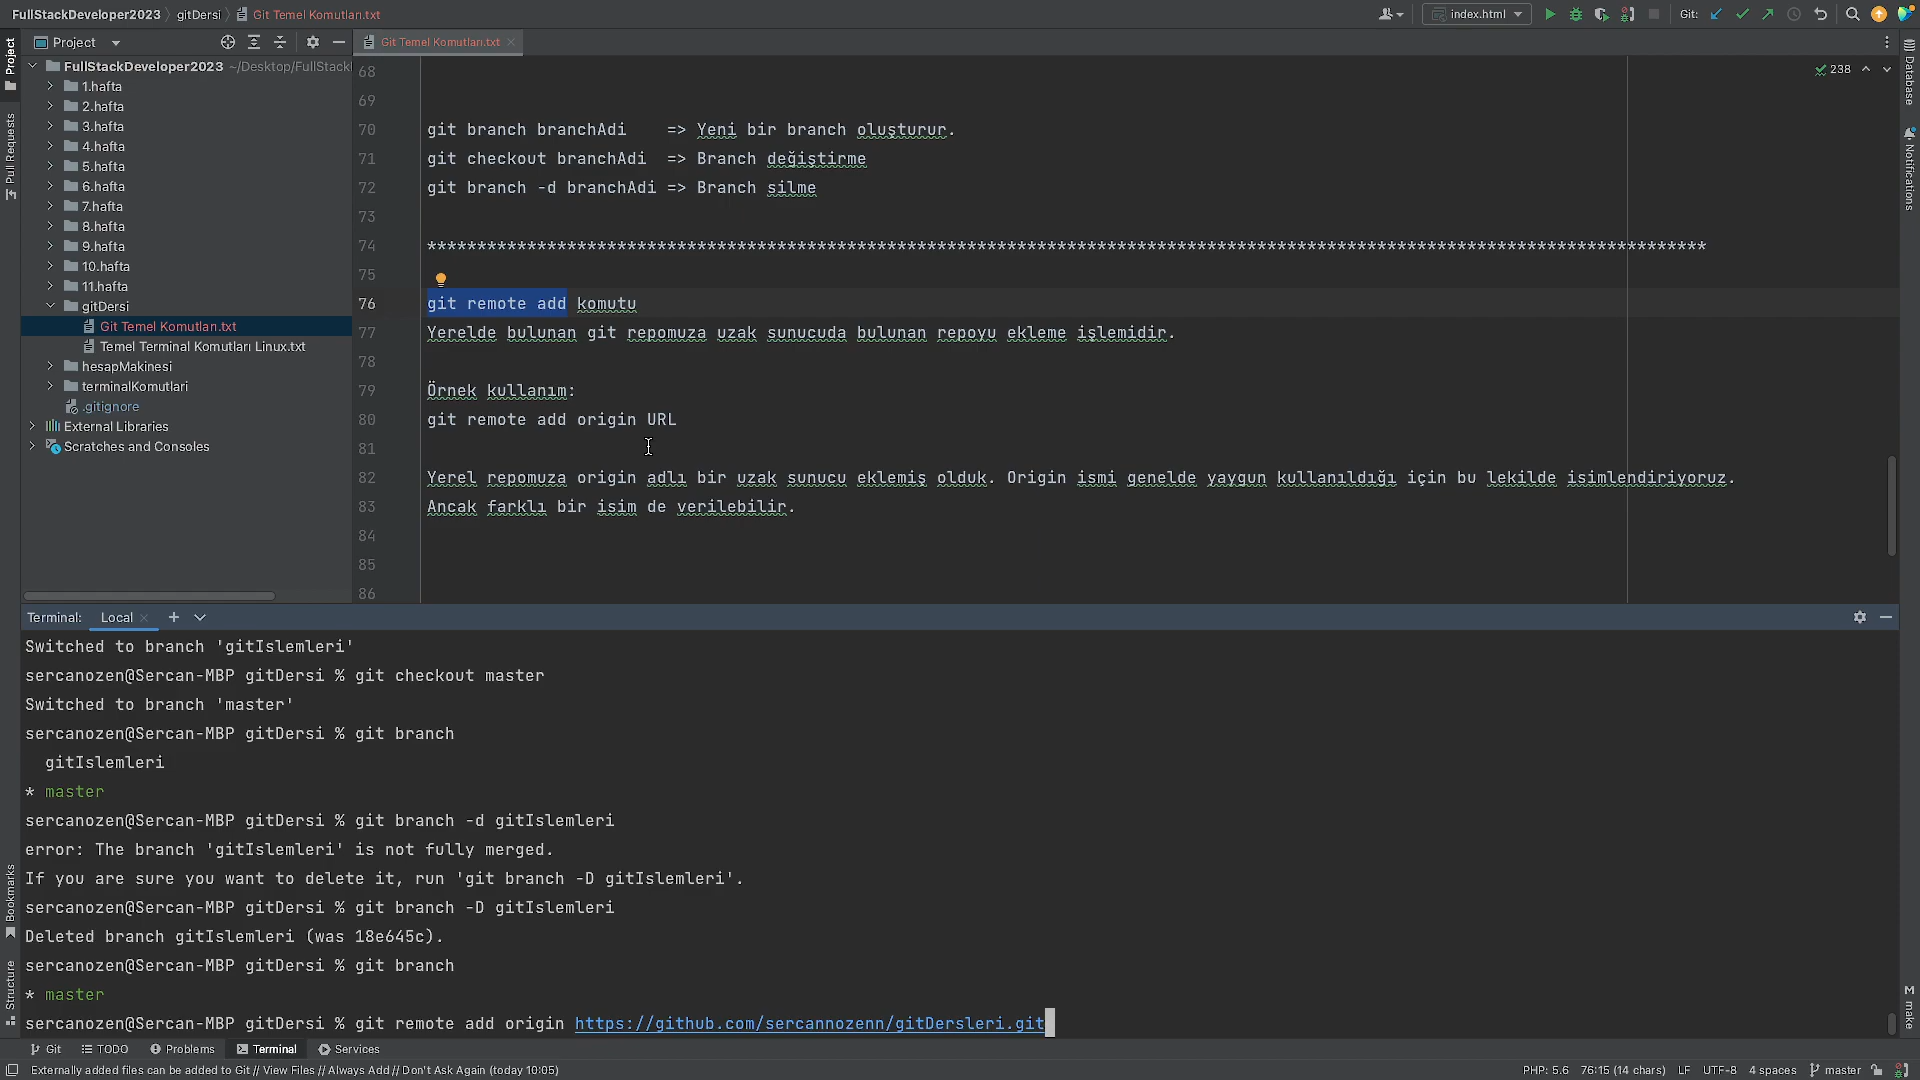 FullStackDeveloper2023 gitDersi Git Temel Komutları.txt
index.html
Git:
Project
Git Temel Komutları.txt
238
FullStackDeveloper2023 ~/Desktop/FullStackl
1.hafta
2.hafta
3.hafta
4.hafta
5.hafta
6.hafta
7.hafta
8.hafta
9.hafta
10.hafta
11.hafta
gitDersi
Git Temel Komutları.txt
Temel Terminal Komutları Linux.txt
hesapMakinesi
terminalKomutlari
.gitignore
External Libraries
Scratches and Consoles
Project
Pull Requests
Bookmarks
Structure
Database
Notifications
make
68
69
70 git branch branchAdi => Yeni bir branch oluşturur.
71 git checkout branchAdi => Branch değiştirme
72 git branch -d branchAdi => Branch silme
73
74 ********************************************************************************************************************************
75
76 git remote add komutu
77 Yerelde bulunan git repomuza uzak sunucuda bulunan repoyu ekleme işlemidir.
78
79 Örnek kullanım:
80 git remote add origin URL
81
82 Yerel repomuza origin adlı bir uzak sunucu eklemiş olduk. Origin ismi genelde yaygın kullanıldığı için bu lekilde isimlendiriyoruz.
83 Ancak farklı bir isim de verilebilir.
84
85
86
Terminal: Local
Switched to branch 'gitIslemleri'
sercanozen@Sercan-MBP gitDersi % git checkout master
Switched to branch 'master'
sercanozen@Sercan-MBP gitDersi % git branch
gitIslemleri
* master
sercanozen@Sercan-MBP gitDersi % git branch -d gitIslemleri
error: The branch 'gitIslemleri' is not fully merged.
If you are sure you want to delete it, run 'git branch -D gitIslemleri'.
sercanozen@Sercan-MBP gitDersi % git branch -D gitIslemleri
Deleted branch gitIslemleri (was 18e645c).
sercanozen@Sercan-MBP gitDersi % git branch
* master
sercanozen@Sercan-MBP gitDersi % git remote add origin https://github.com/sercannozenn/gitDersleri.git
Git TODO Problems Terminal Services
Externally added files can be added to Git // View Files // Always Add // Don't Ask Again (today 10:05)
PHP: 5.6 76:15 (14 chars) LF UTF-8 4 spaces master